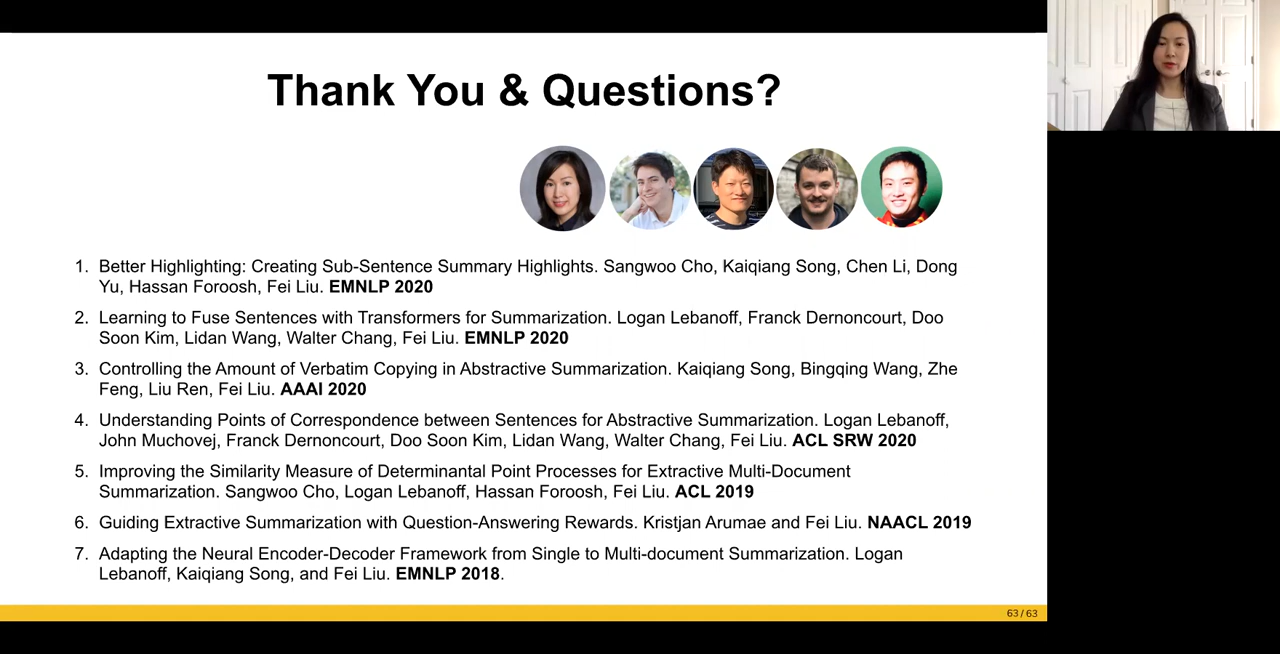 Thank You & Questions?
1. Better Highlighting: Creating Sub-Sentence Summary Highlights. Sangwoo Cho, Kaiqiang Song, Chen Li, Dong
Yu, Hassan Foroosh, Fei Liu. EMNLP 2020
2. Learning to Fuse Sentences with Transformers for Summarization. Logan Lebanoff, Franck Dernoncourt, Doo
Soon Kim, Lidan Wang, Walter Chang, Fei Liu. EMNLP 2020
3. Controlling the Amount of Verbatim Copying in Abstractive Summarization. Kaiqiang Song, Bingqing Wang, Zhe
Feng, Liu Ren, Fei Liu. AAAI 2020
4. Understanding Points of Correspondence between Sentences for Abstractive Summarization. Logan Lebanoff,
John Muchovej, Franck Dernoncourt, Doo Soon Kim, Lidan Wang, Walter Chang, Fei Liu. ACL SRW 2020
5. Improving the Similarity Measure of Determinantal Point Processes for Extractive Multi-Document
Summarization. Sangwoo Cho, Logan Lebanoff, Hassan Foroosh, Fei Liu. ACL 2019
6. Guiding Extractive Summarization with Question-Answering Rewards. Kristjan Arumae and Fei Liu. NAACL 2019
7. Adapting the Neural Encoder-Decoder Framework from Single to Multi-document Summarization. Logan
Lebanoff, Kaiqiang Song, and Fei Liu. EMNLP 2018.
63 / 63